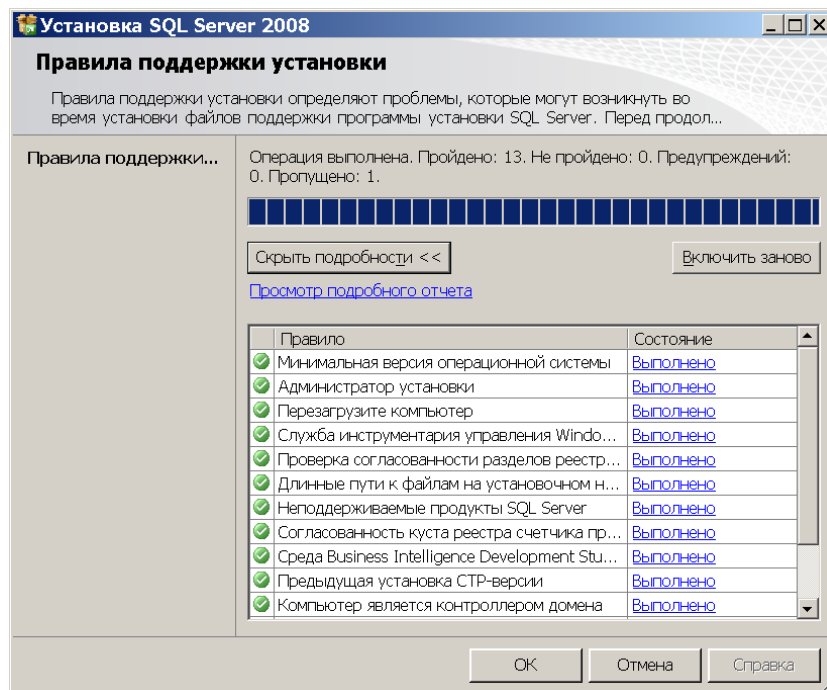 Установка SQL Server 2008
Правила поддержки установки
Правила поддержки установки определяют проблемы, которые могут возникнуть во
время установки файлов поддержки программы установки SQL Server. Перед продол...
Правила поддержки...
Операция выполнена. Пройдено: 13. Не пройдено: 0. Предупреждений:
0. Пропущено: 1.
Скрыть подробности <<
Включить заново
Просмотр подробного отчета
Правило Состояние
Минимальная версия операционной системы Выполнено
Администратор установки Выполнено
Перезагрузите компьютер Выполнено
Служба инструментария управления Windo... Выполнено
Проверка согласованности разделов реестр... Выполнено
Длинные пути к файлам на установочном н... Выполнено
Неподдерживаемые продукты SQL Server Выполнено
Согласованность куста реестра счетчика пр... Выполнено
Среда Business Intelligence Development Stu... Выполнено
Предыдущая установка CTP-версии Выполнено
Компьютер является контроллером домена Выполнено
ОК Отмена Справка